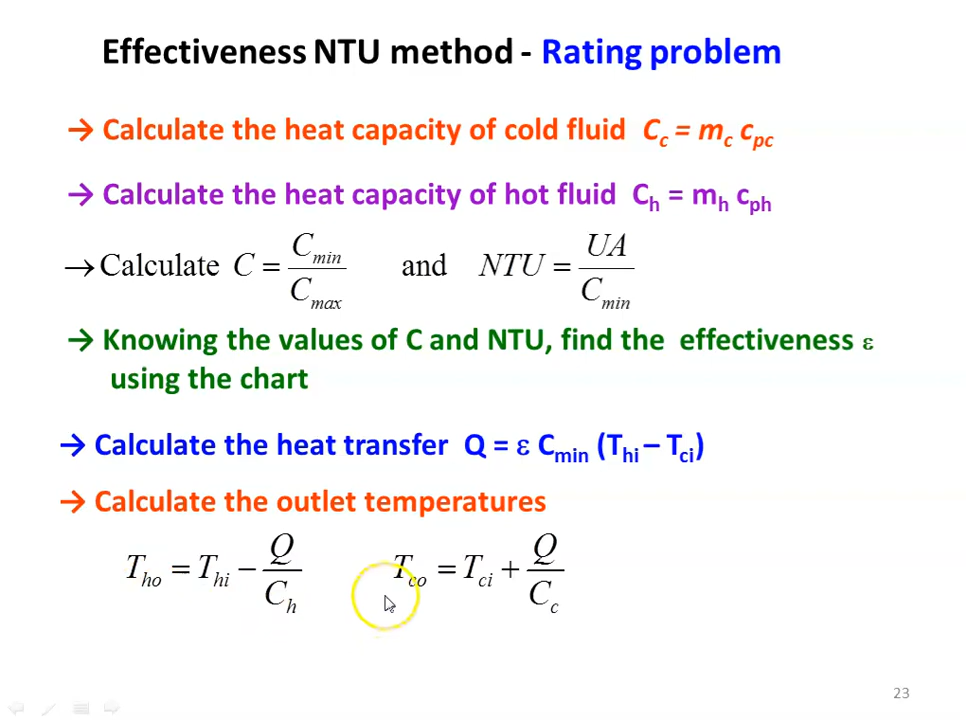 Effectiveness NTU method - Rating problem
→ Calculate the heat capacity of cold fluid C_c = m_c c_pc
→ Calculate the heat capacity of hot fluid C_h = m_h c_ph
→ Calculate C = C_min / C_max and NTU = UA / C_min
→ Knowing the values of C and NTU, find the effectiveness ε
using the chart
→ Calculate the heat transfer Q = ε C_min (T_hi – T_ci)
→ Calculate the outlet temperatures
T_ho = T_hi − Q / C_h T_co = T_ci + Q / C_c
23